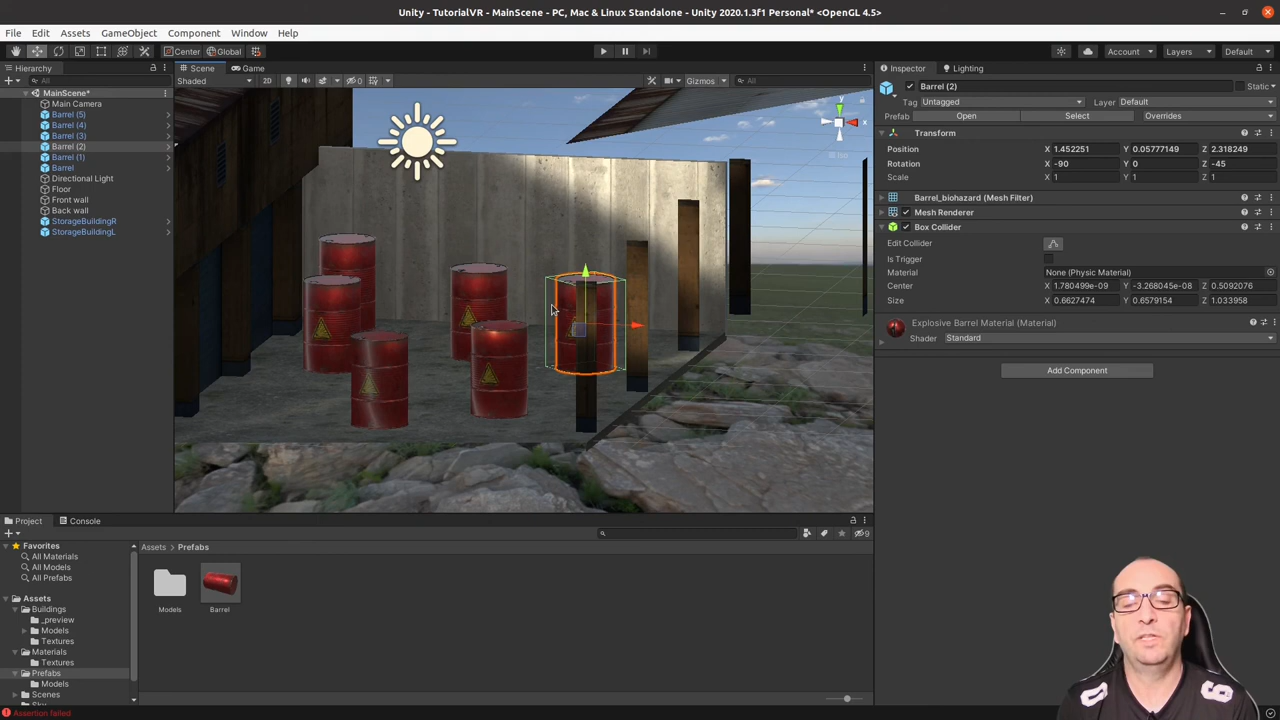 Unity - TutorialVR - MainScene - PC, Mac & Linux Standalone - Unity 2020.1.3f1 Personal* <OpenGL 4.5>
File Edit Assets GameObject Component Window Help
Center Global Account Layers Default
Hierarchy
All
MainScene*
Main Camera
Barrel (5)
Barrel (4)
Barrel (3)
Barrel (2)
Barrel (1)
Barrel
Directional Light
Floor
Front wall
Back wall
StorageBuildingR
StorageBuildingL
Scene Game
Shaded 2D 0 Gizmos All
y
x
Iso
Inspector Lighting
Barrel (2) Static
Tag Untagged Layer Default
Prefab Open Select Overrides
Transform
Position X 1.452251 Y 0.05777149 Z 2.318249
Rotation X -90 Y 0 Z -45
Scale X 1 Y 1 Z 1
Barrel_biohazard (Mesh Filter)
Mesh Renderer
Box Collider
Edit Collider
Is Trigger
Material None (Physic Material)
Center X 1.780499e-09 Y -3.268045e-08 Z 0.5092076
Size X 0.6627474 Y 0.6579154 Z 1.033958
Explosive Barrel Material (Material)
Shader Standard
Add Component
Project Console
9
Favorites
All Materials
All Models
All Prefabs
Assets
Buildings
_preview
Models
Textures
Materials
Textures
Prefabs
Models
Scenes
Sky
Assets > Prefabs
Models Barrel
Assertion failed